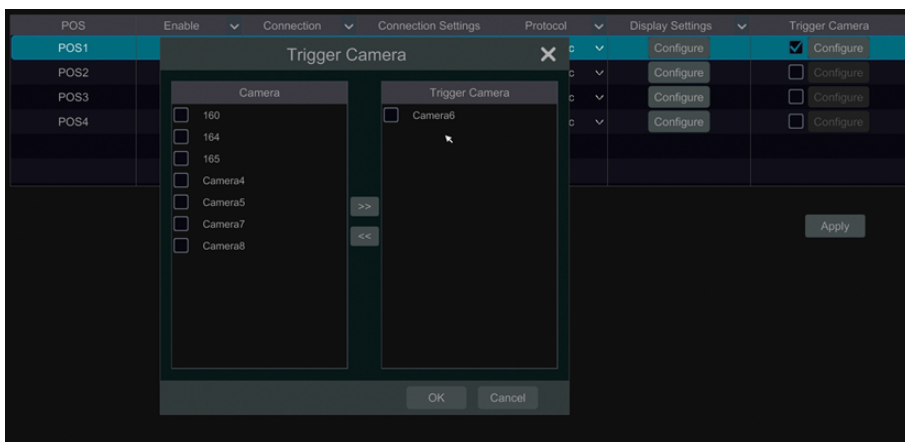 POS Enable Connection Connection Settings Protocol Display Settings Trigger Camera
POS1 Trigger Camera c Configure Configure
POS2 c Configure Configure
POS3 Camera Trigger Camera c Configure Configure
POS4 160 Camera6 c Configure Configure
164
165
Camera4
Camera5 >>
Camera7 Apply
Camera8 <<
OK Cancel